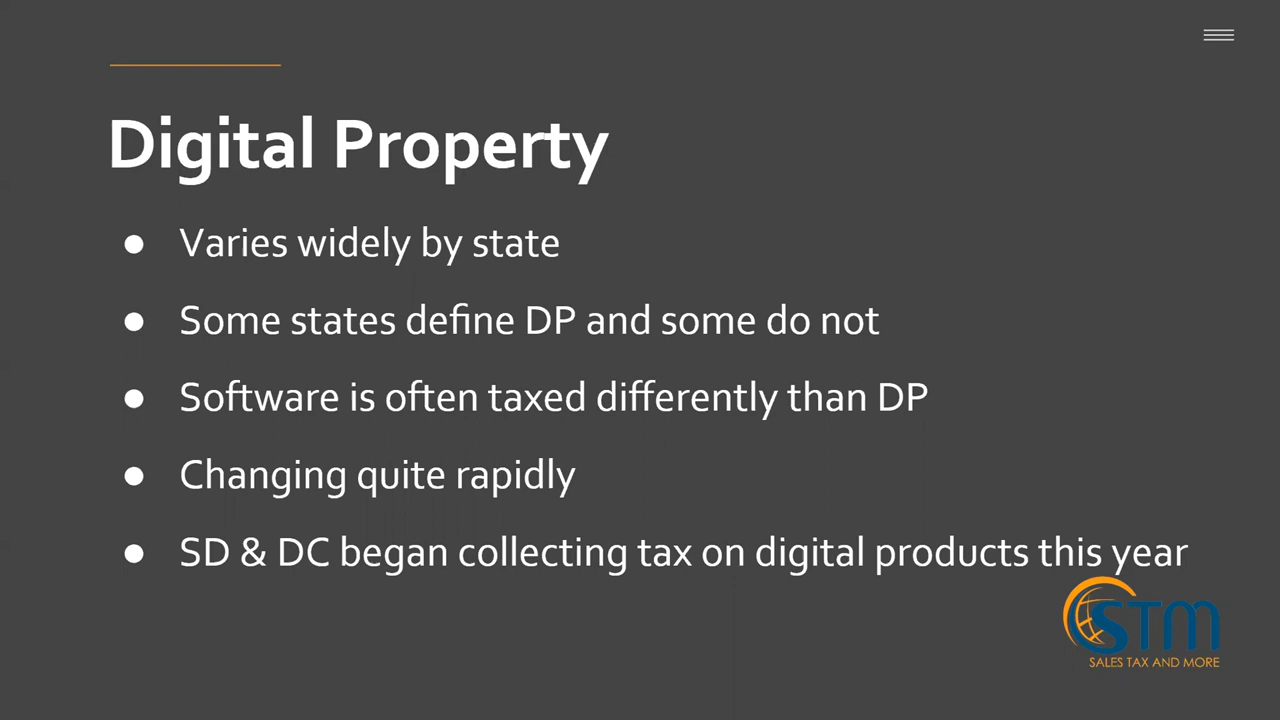 Digital Property
● Varies widely by state
● Some states define DP and some do not
● Software is often taxed differently than DP
● Changing quite rapidly
● SD & DC began collecting tax on digital products this year
STM
SALES TAX AND MORE